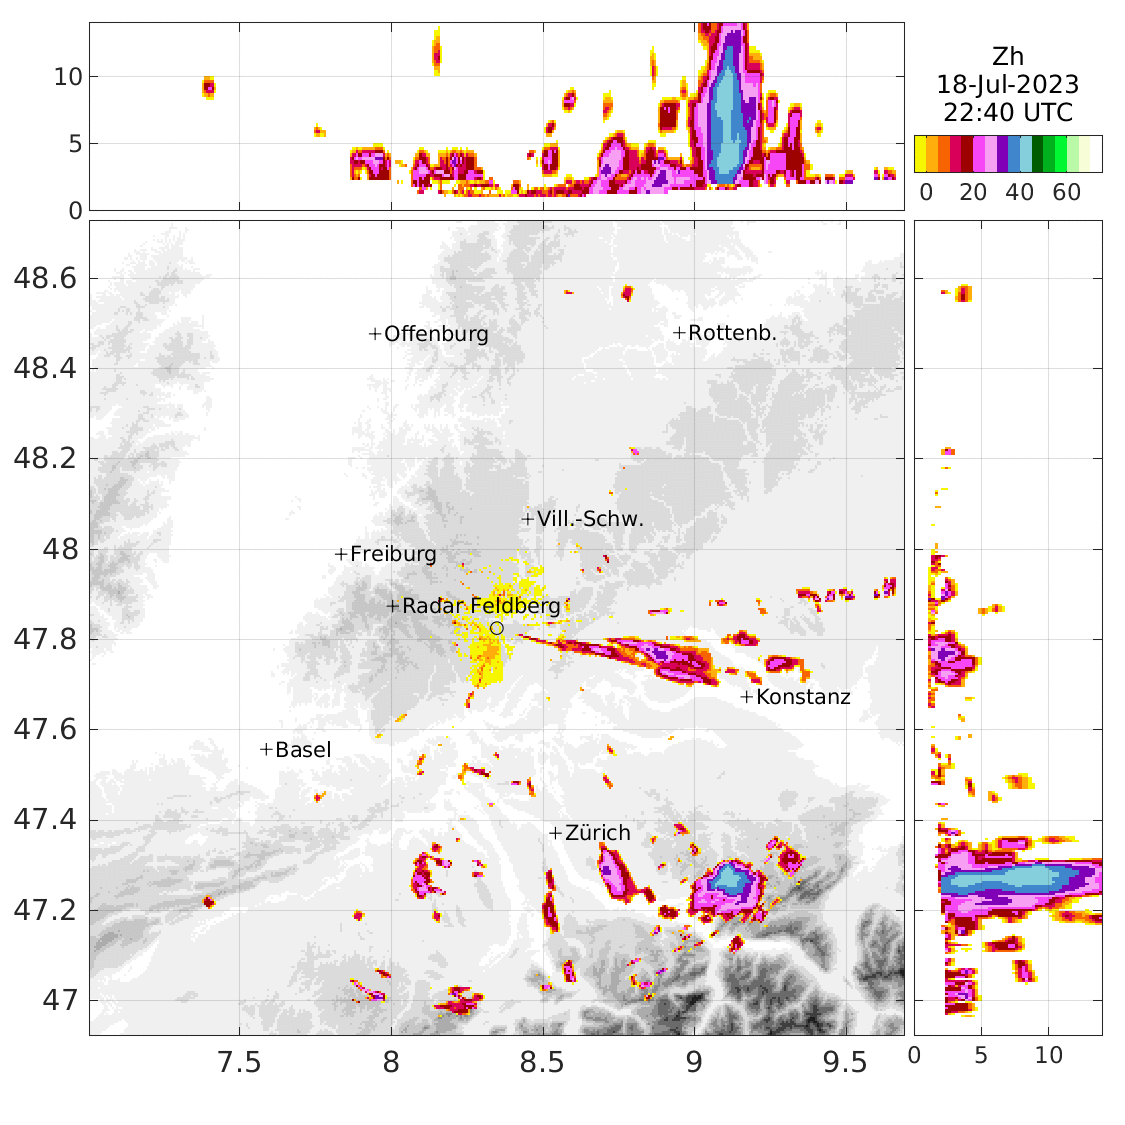 10
5
0
Zh
18-Jul-2023
22:40 UTC
0 20 40 60
48.6
48.4
48.2
48
47.8
47.6
47.4
47.2
47
+Offenburg
+Rottenb.
+Vill.-Schw.
+Freiburg
+Radar Feldberg
+Konstanz
+Basel
+Zürich
7.5 8 8.5 9 9.5
0 5 10